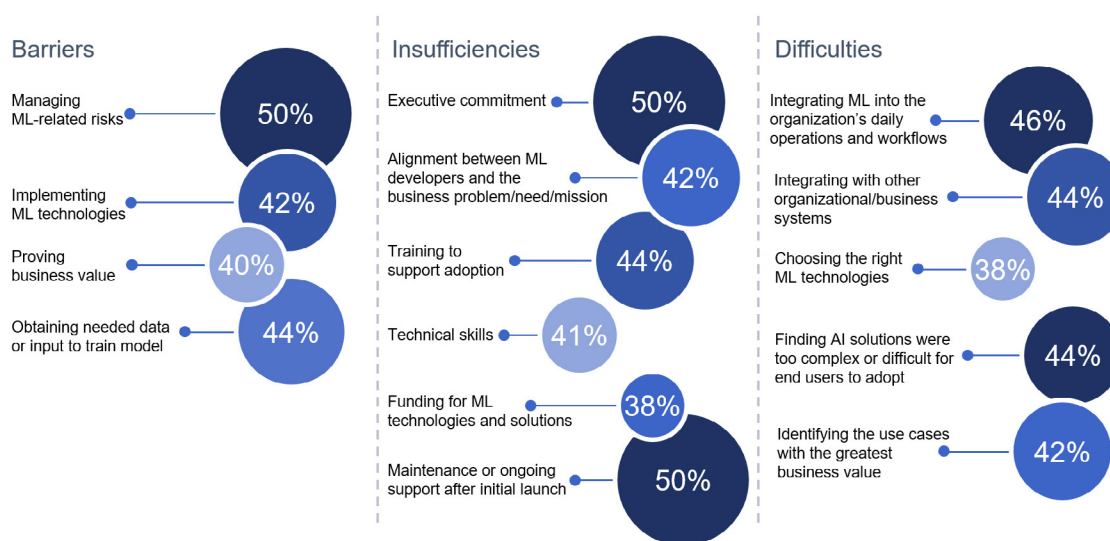 Barriers
Managing
ML-related risks
50%
Implementing
ML technologies
42%
Proving
business value
40%
Obtaining needed data
or input to train model
44%
Insufficiencies
Executive commitment
50%
Alignment between ML
developers and the
business problem/need/mission
42%
Training to
support adoption
44%
Technical skills
41%
Funding for ML
technologies and solutions
38%
Maintenance or ongoing
support after initial launch
50%
Difficulties
Integrating ML into the
organization's daily
operations and workflows
46%
Integrating with other
organizational/business
systems
44%
Choosing the right
ML technologies
38%
Finding AI solutions were
too complex or difficult for
end users to adopt
44%
Identifying the use cases
with the greatest
business value
42%